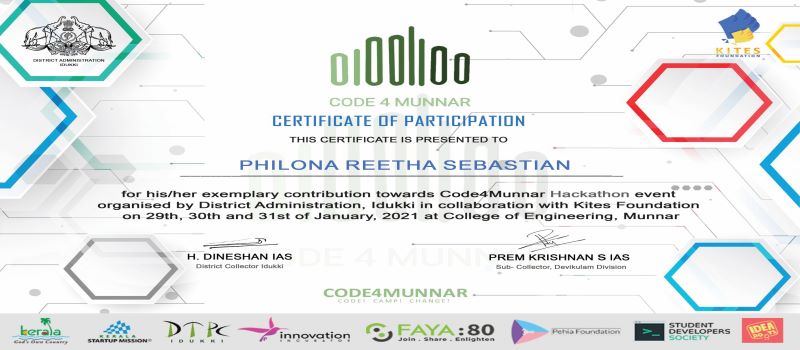 DISTRICT ADMINISTRATION
IDUKKI
KITES
FOUNDATION
CODE 4 MUNNAR
CERTIFICATE OF PARTICIPATION
THIS CERTIFICATE IS PRESENTED TO
PHILONA REETHA SEBASTIAN
for his/her exemplary contribution towards Code4Munnar Hackathon event
organised by District Administration, Idukki in collaboration with Kites Foundation
on 29th, 30th and 31st of January, 2021 at College of Engineering, Munnar
H. DINESHAN IAS
District Collector Idukki
PREM KRISHNAN S IAS
Sub- Collector, Devikulam Division
CODE 4 MUNNAR
CODE4MUNNAR
CODE! CAMP! CHANGE!
kerala
God's Own Country
KERALA
STARTUP MISSION
DTPC
IDUKKI
innovation
INCUBATOR
FAYA:80
Join . Share . Enlighten
Pehia Foundation
STUDENT
DEVELOPERS
SOCIETY
IDEA